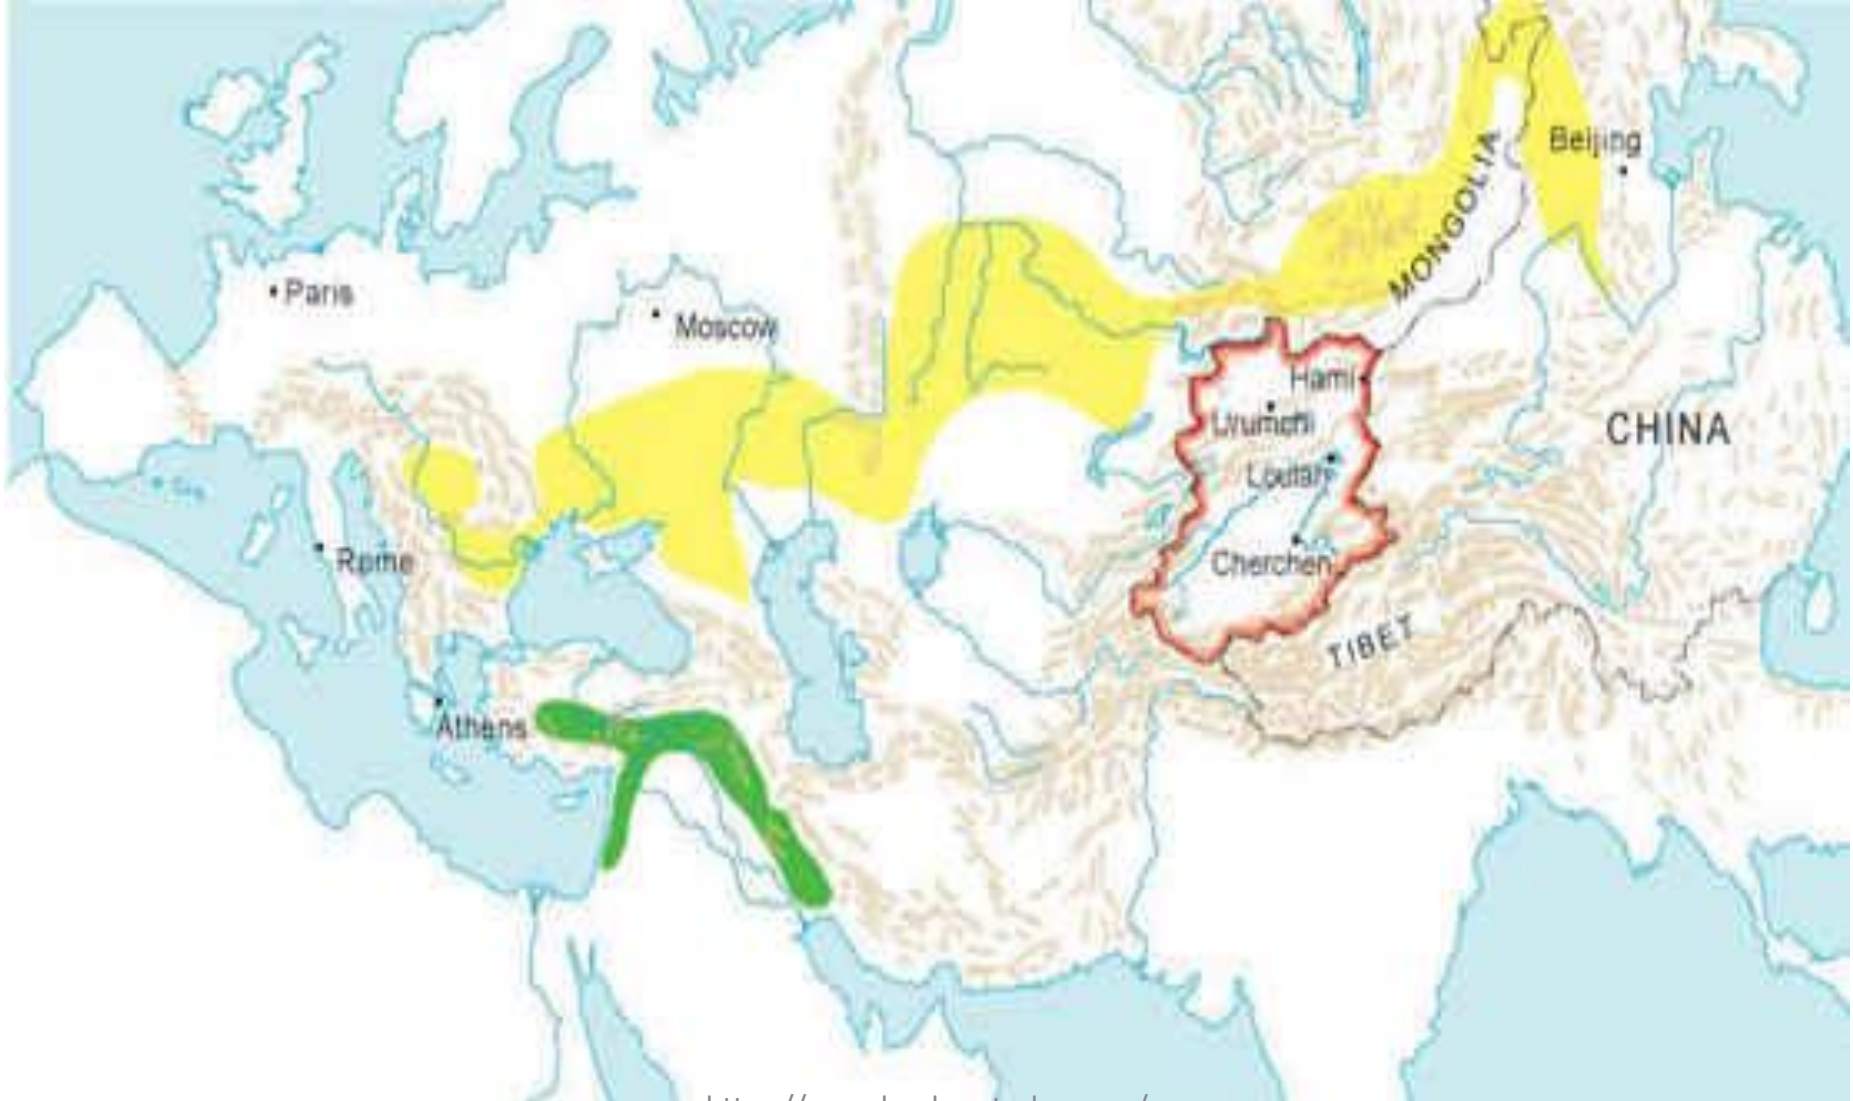 Beijing
MONGOLIA
Paris
Moscow
Hami
Urumchi
CHINA
Loulan
Rome
Cherchen
TIBET
Athens